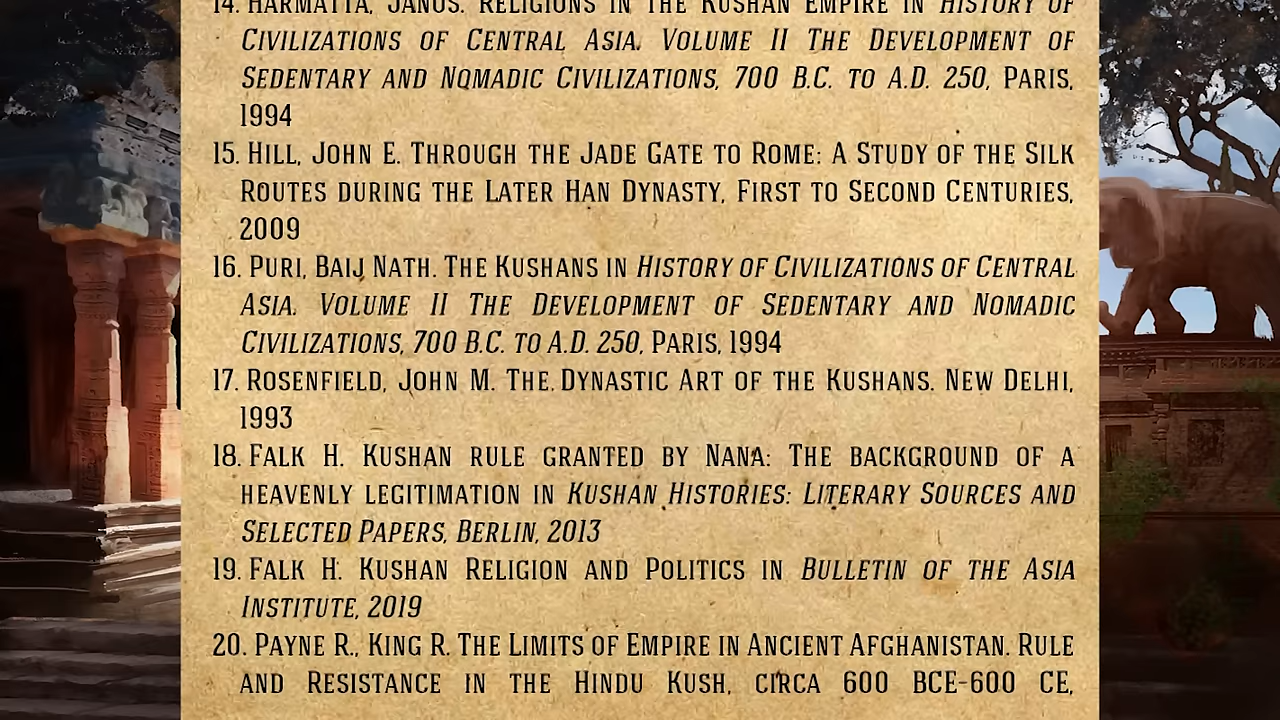 14. Harmatta, Janos. Religions in the Kushan Empire in History of
Civilizations of Central Asia. Volume II The Development of
Sedentary and Nomadic Civilizations, 700 B.C. to A.D. 250, Paris,
1994
15. Hill, John E. Through the Jade Gate to Rome: A Study of the Silk
Routes during the Later Han Dynasty, First to Second Centuries,
2009
16. Puri, Baij Nath. The Kushans in History of Civilizations of Central
Asia. Volume II The Development of Sedentary and Nomadic
Civilizations, 700 B.C. to A.D. 250, Paris, 1994
17. Rosenfield, John M. The Dynastic Art of the Kushans. New Delhi,
1993
18. Falk H. Kushan rule granted by Nana: The background of a
heavenly legitimation in Kushan Histories: Literary Sources and
Selected Papers, Berlin, 2013
19. Falk H. Kushan Religion and Politics in Bulletin of the Asia
Institute, 2019
20. Payne R., King R. The Limits of Empire in Ancient Afghanistan. Rule
and Resistance in the Hindu Kush, circa 600 BCE-600 CE,